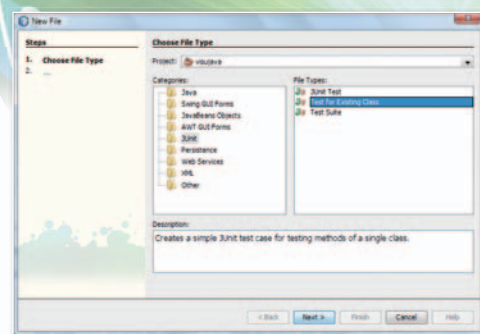 New File
Steps
1. Choose File Type
2. ...
Choose File Type
Project: visujava
Categories:
Java
Swing GUI Forms
JavaBeans Objects
AWT GUI Forms
JUnit
Persistence
Web Services
XML
Other
File Types:
JUnit Test
Test for Existing Class
Test Suite
Description:
Creates a simple JUnit test case for testing methods of a single class.
< Back
Next >
Finish
Cancel
Help